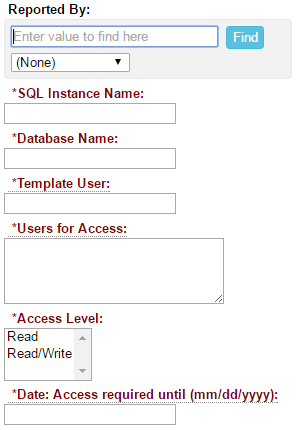 Reported By:
Enter value to find here Find
(None)
*SQL Instance Name:
*Database Name:
*Template User:
*Users for Access:
*Access Level:
Read
Read/Write
*Date: Access required until (mm/dd/yyyy):